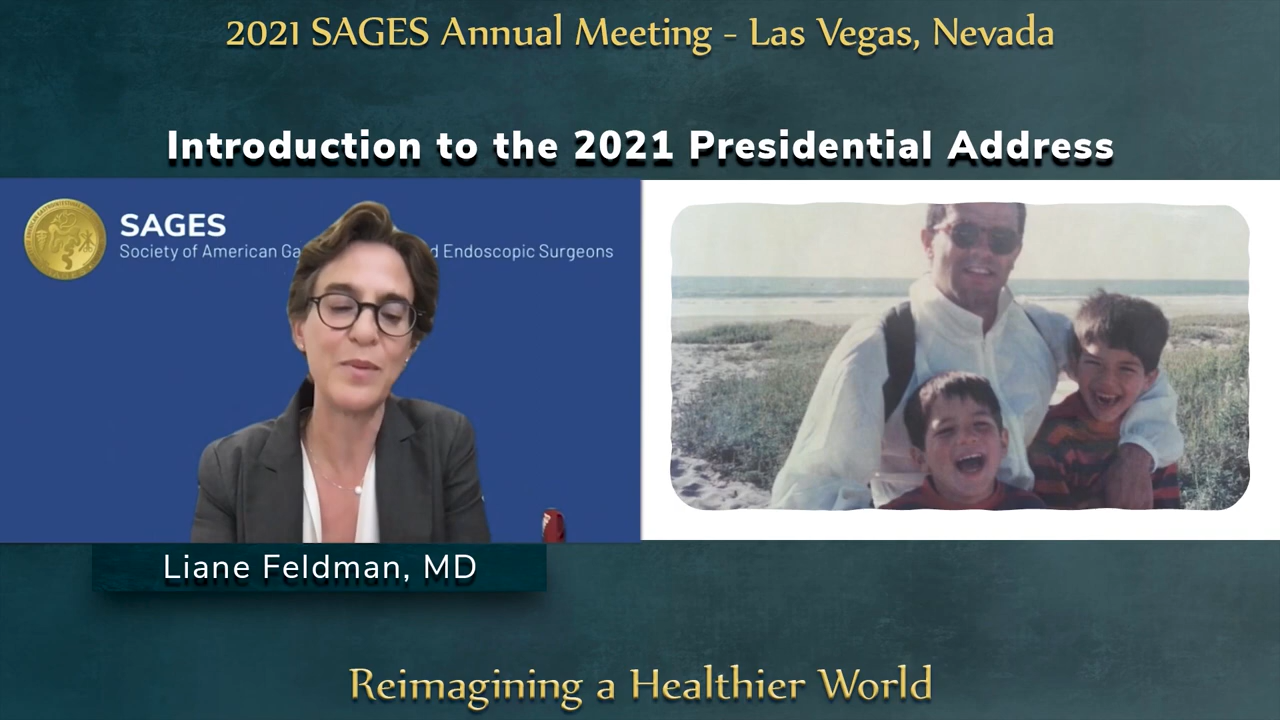 2021 SAGES Annual Meeting - Las Vegas, Nevada
Introduction to the 2021 Presidential Address
SAGES
Society of American Ga d Endoscopic Surgeons
Liane Feldman, MD
Reimagining a Healthier World